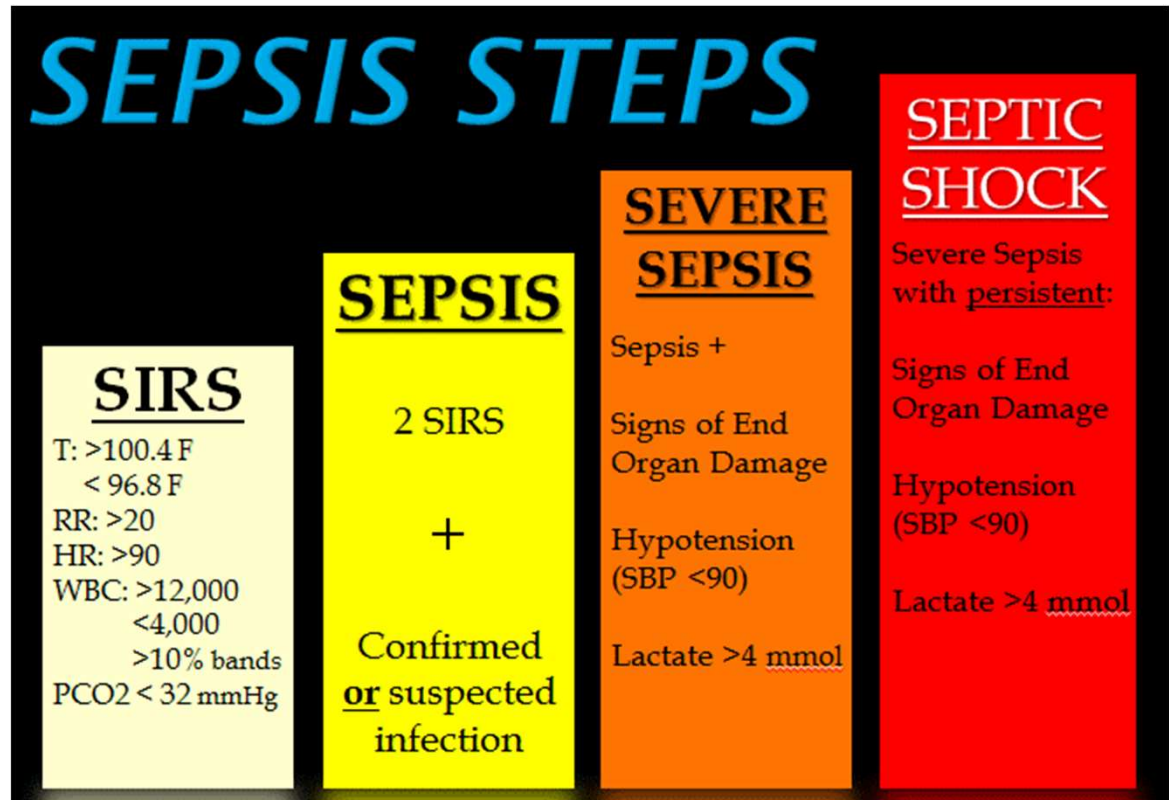 SEPSIS STEPS
SIRS
T: >100.4 F
< 96.8 F
RR: >20
HR: >90
WBC: >12,000
<4,000
>10% bands
PCO2 < 32 mmHg
SEPSIS
2 SIRS
+
Confirmed
or suspected
infection
SEVERE
SEPSIS
Sepsis +
Signs of End
Organ Damage
Hypotension
(SBP <90)
Lactate >4 mmol
SEPTIC
SHOCK
Severe Sepsis
with persistent:
Signs of End
Organ Damage
Hypotension
(SBP <90)
Lactate >4 mmol